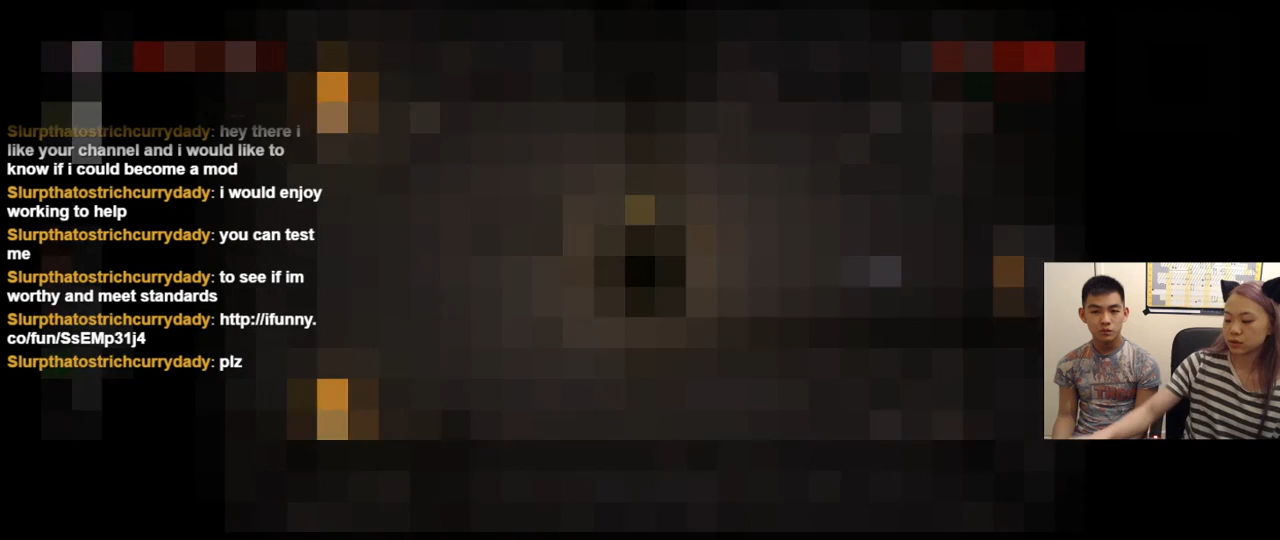 Slurpthatostrichcurrydady: hey there i
like your channel and i would like to
know if i could become a mod
Slurpthatostrichcurrydady: i would enjoy
working to help
Slurpthatostrichcurrydady: you can test
me
Slurpthatostrichcurrydady: to see if im
worthy and meet standards
Slurpthatostrichcurrydady: http://ifunny.
co/fun/SsEMp31j4
Slurpthatostrichcurrydady: plz